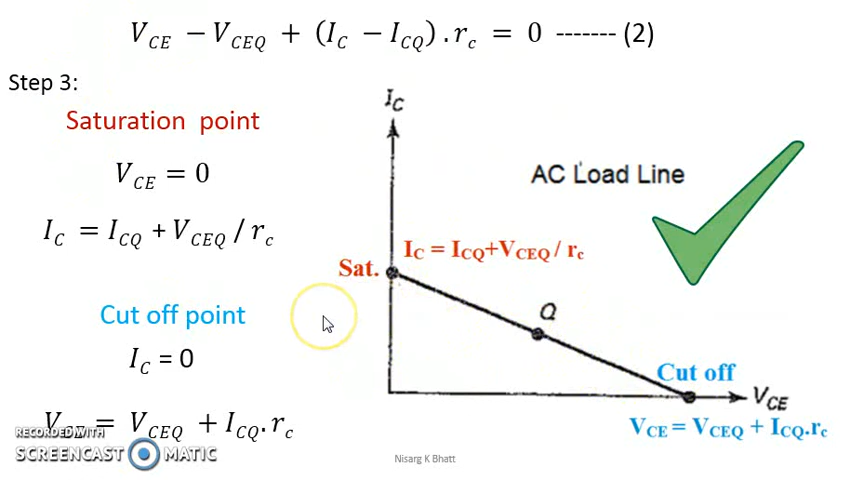 V_CE − V_CEQ + (I_C − I_CQ).r_c = 0 ------- (2)
Step 3:
Saturation point
V_CE = 0
I_C = I_CQ + V_CEQ / r_c
Cut off point
I_C = 0
= V_CEQ + I_CQ.r_c
RECORDED WITH
SCREENCAST MATIC
I_C
AC Load Line
I_C = I_CQ+V_CEQ / r_c
Sat.
Q
Cut off
V_CE
V_CE = V_CEQ + I_CQ.r_c
Nisarg K Bhatt